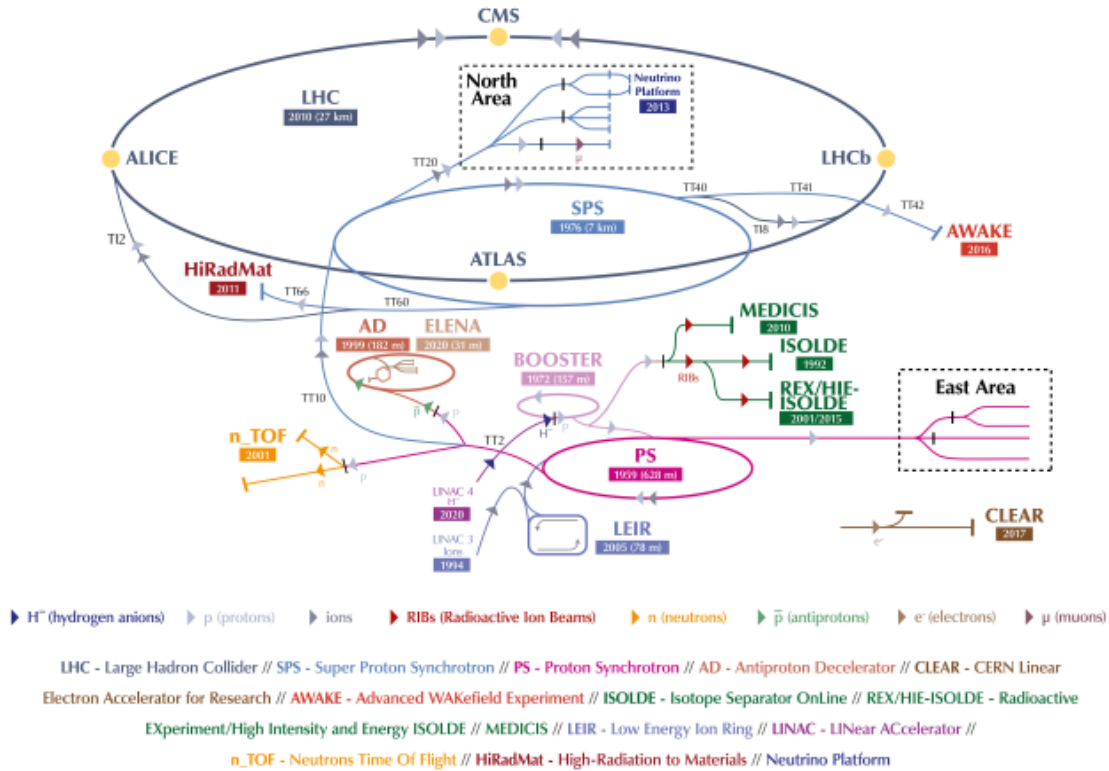 CMS
North
Area
Neutrino
Platform
2013
LHC
2010 (27 km)
μ
ALICE
LHCb
TT20
TT40
TT41
TT42
SPS
1976 (7 km)
TI8
AWAKE
2016
TI2
ATLAS
HiRadMat
2011
TT66
TT60
AD
1999 (182 m)
ELENA
2020 (31 m)
MEDICIS
2010
BOOSTER
1972 (157 m)
ISOLDE
1992
RIBs
REX/HIE-
ISOLDE
2001/2015
East Area
TT10
p̅
p
H⁻
p
TT2
n_TOF
2001
n
n
p
PS
1959 (628 m)
LINAC 4
H⁻
2020
LINAC 3
Ions
1994
LEIR
2005 (78 m)
CLEAR
2017
e⁻
H⁻ (hydrogen anions) p (protons) ions RIBs (Radioactive Ion Beams) n (neutrons) p̅ (antiprotons) e⁻ (electrons) μ (muons)
LHC - Large Hadron Collider // SPS - Super Proton Synchrotron // PS - Proton Synchrotron // AD - Antiproton Decelerator // CLEAR - CERN Linear
Electron Accelerator for Research // AWAKE - Advanced WAKefield Experiment // ISOLDE - Isotope Separator OnLine // REX/HIE-ISOLDE - Radioactive
EXperiment/High Intensity and Energy ISOLDE // MEDICIS // LEIR - Low Energy Ion Ring // LINAC - LINear ACcelerator //
n_TOF - Neutrons Time Of Flight // HiRadMat - High-Radiation to Materials // Neutrino Platform